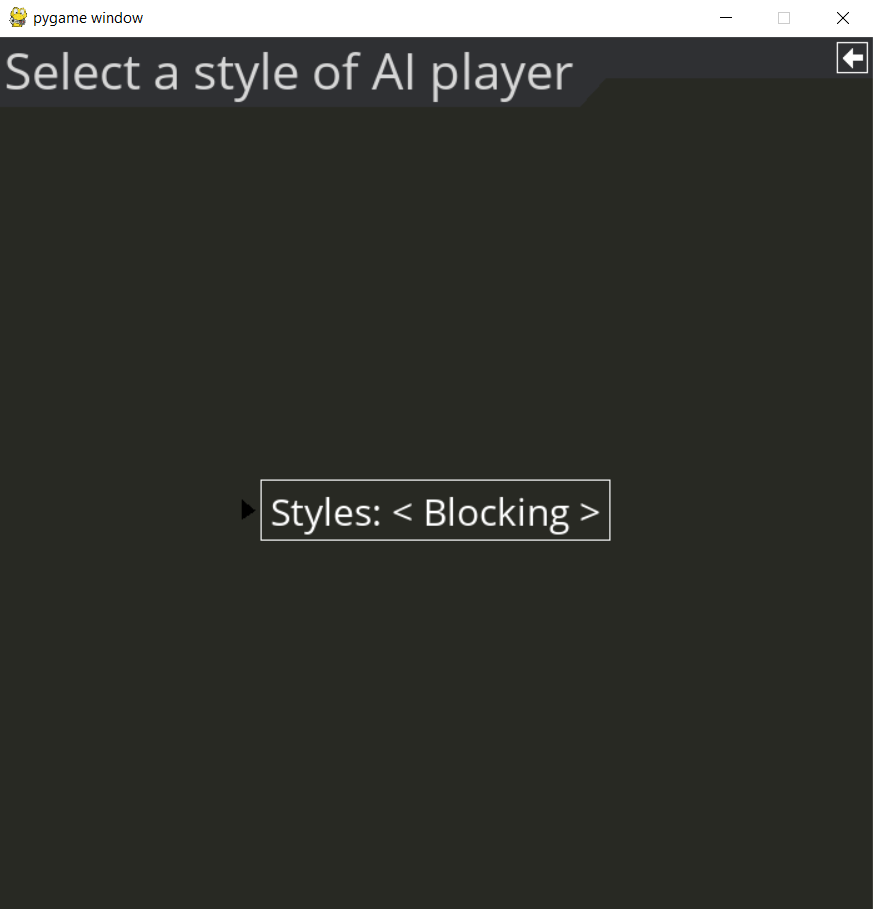 pygame window
Select a style of AI player
Styles: < Blocking >